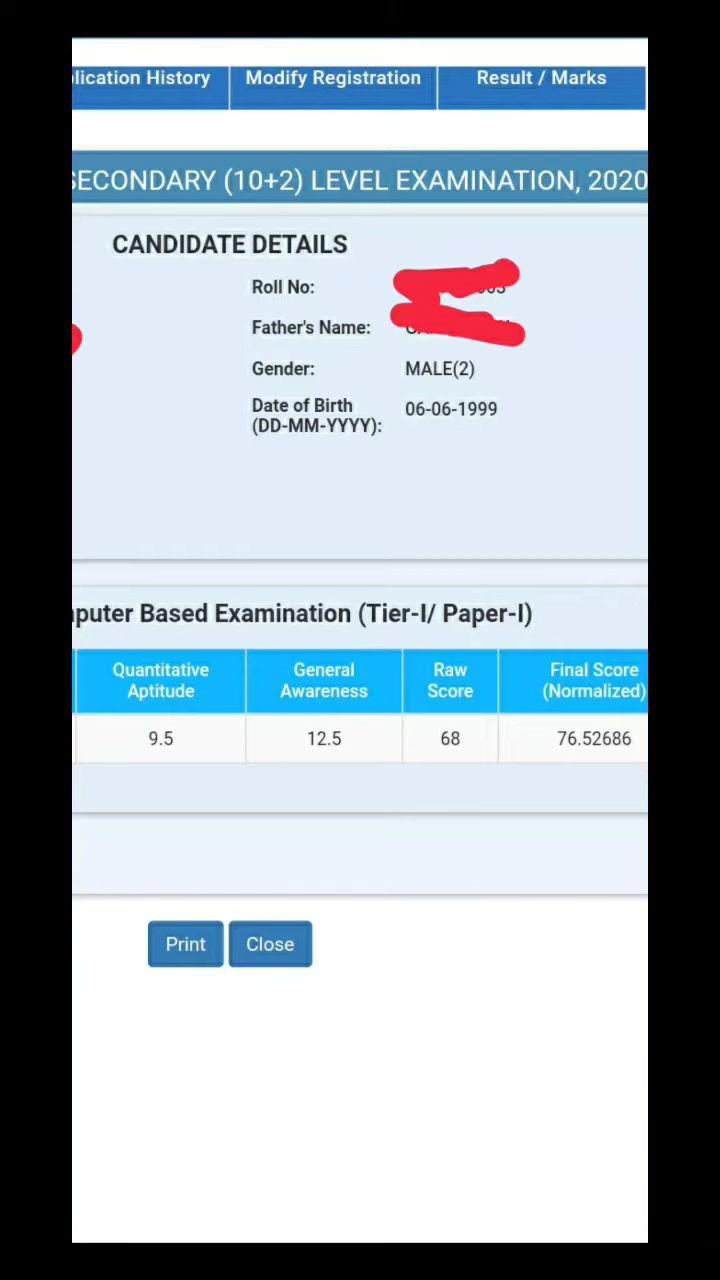 lication History Modify Registration Result / Marks
SECONDARY (10+2) LEVEL EXAMINATION, 2020
CANDIDATE DETAILS
Roll No:
Father's Name:
Gender: MALE(2)
Date of Birth
(DD-MM-YYYY): 06-06-1999
puter Based Examination (Tier-I/ Paper-I)
Quantitative Aptitude General Awareness Raw Score Final Score (Normalized)
9.5 12.5 68 76.52686
Print Close